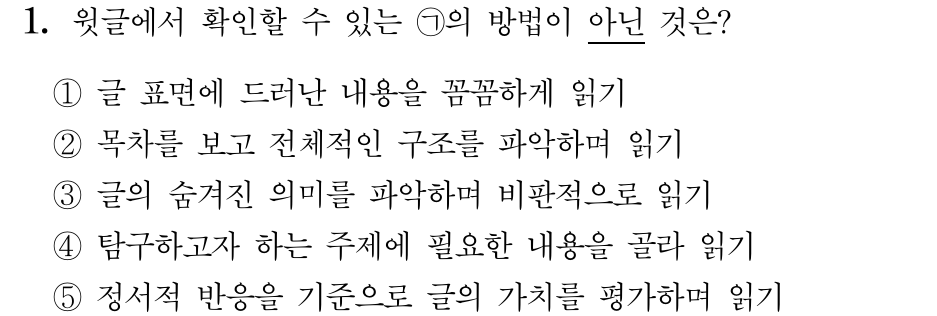 1. 윗글에서 확인할 수 있는 ㉠의 방법이 아닌 것은?
① 글 표면에 드러난 내용을 꼼꼼하게 읽기
② 목차를 보고 전체적인 구조를 파악하며 읽기
③ 글의 숨겨진 의미를 파악하며 비판적으로 읽기
④ 탐구하고자 하는 주제에 필요한 내용을 골라 읽기
⑤ 정서적 반응을 기준으로 글의 가치를 평가하며 읽기